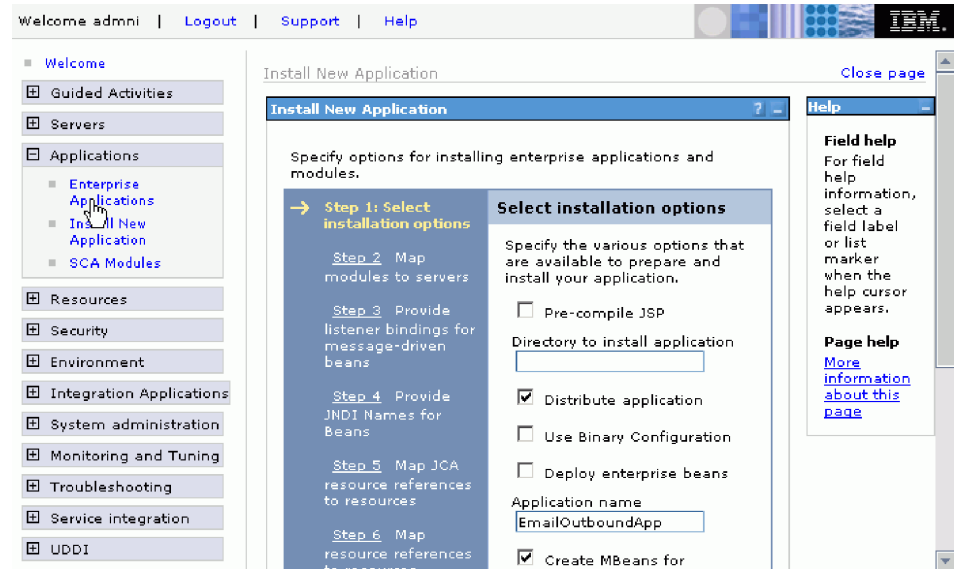 Welcome admni | Logout | Support | Help
IBM.
Welcome
Guided Activities
Servers
Applications
Enterprise
Applications
Install New
Application
SCA Modules
Resources
Security
Environment
Integration Applications
System administration
Monitoring and Tuning
Troubleshooting
Service integration
UDDI
Install New Application
Close page
Install New Application
? 
Specify options for installing enterprise applications and
modules.
Step 1: Select
installation options
Step 2 Map
modules to servers
Step 3 Provide
listener bindings for
message-driven
beans
Step 4 Provide
JNDI Names for
Beans
Step 5 Map JCA
resource references
to resources
Step 6 Map
resource references
Select installation options
Specify the various options that
are available to prepare and
install your application.
Pre-compile JSP
Directory to install application
Distribute application
Use Binary Configuration
Deploy enterprise beans
Application name
EmailOutboundApp
Create MBeans for
Help
Field help
For field
help
information,
select a
field label
or list
marker
when the
help cursor
appears.
Page help
More
information
about this
page